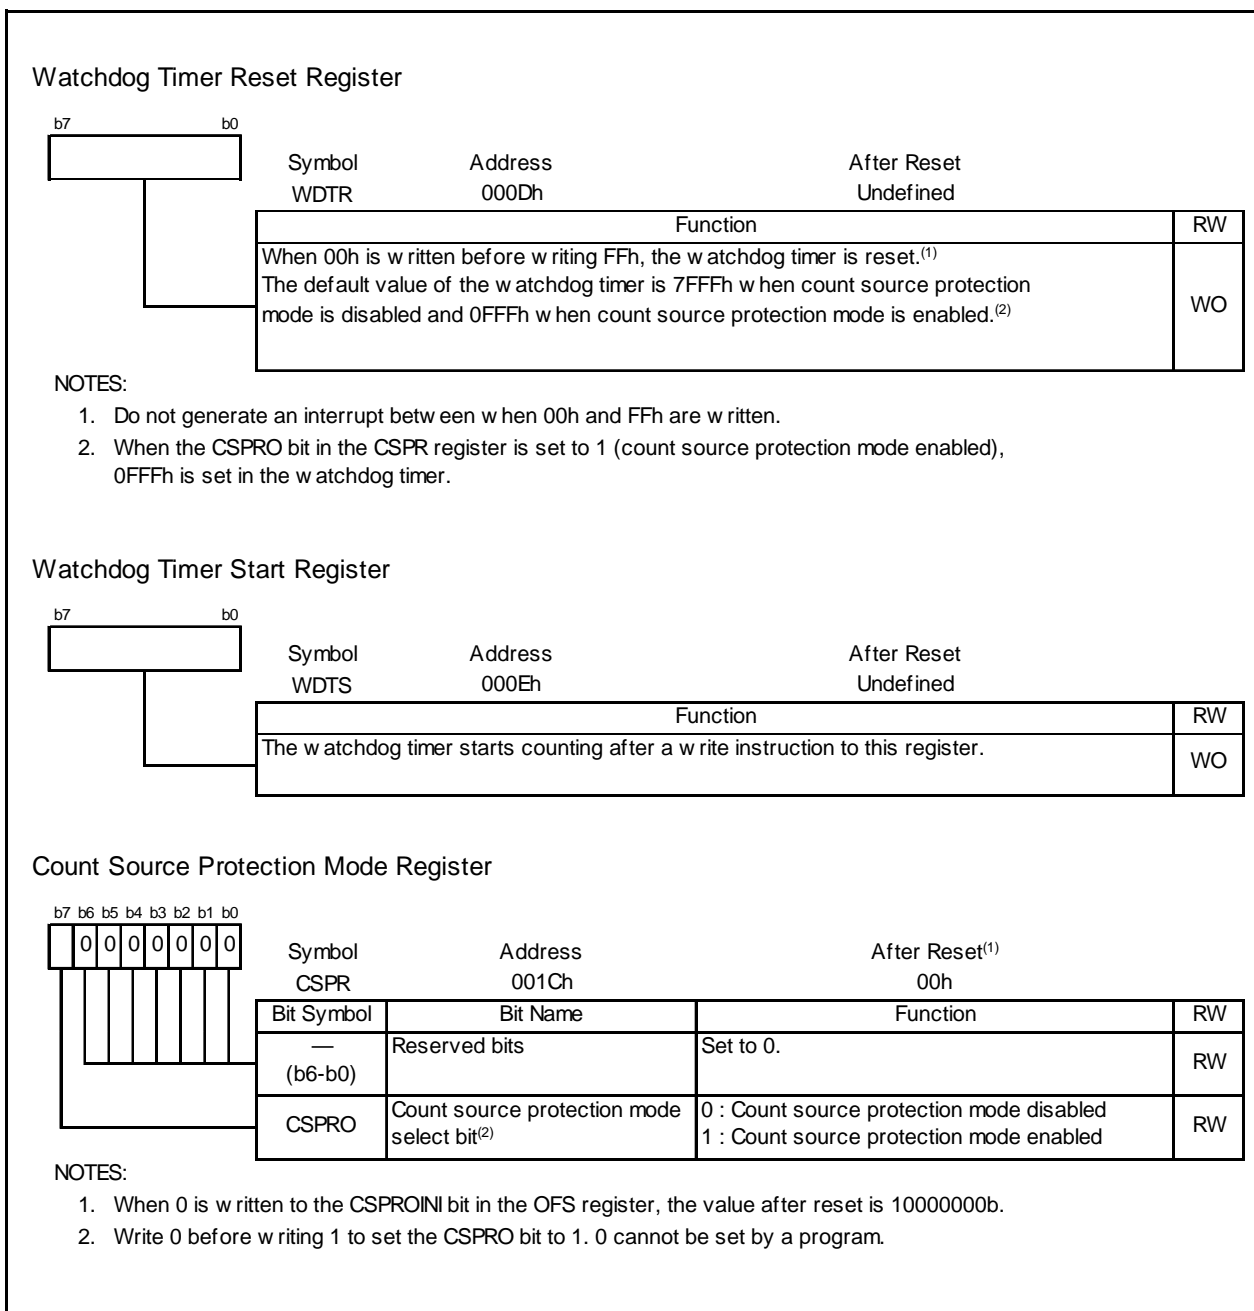 Watchdog Timer Reset Register
b7 b0
Symbol Address After Reset
WDTR 000Dh Undefined
Function RW
When 00h is written before writing FFh, the watchdog timer is reset.(1)
The default value of the watchdog timer is 7FFFh when count source protection
mode is disabled and 0FFFh when count source protection mode is enabled.(2)
WO
NOTES:
1. Do not generate an interrupt between when 00h and FFh are written.
2. When the CSPRO bit in the CSPR register is set to 1 (count source protection mode enabled),
0FFFh is set in the watchdog timer.
Watchdog Timer Start Register
b7 b0
Symbol Address After Reset
WDTS 000Eh Undefined
Function RW
The watchdog timer starts counting after a write instruction to this register.
WO
Count Source Protection Mode Register
b7 b6 b5 b4 b3 b2 b1 b0
0 0 0 0 0 0 0
Symbol Address After Reset(1)
CSPR 001Ch 00h
Bit Symbol Bit Name Function RW
— (b6-b0) Reserved bits Set to 0. RW
CSPRO Count source protection mode select bit(2) 0 : Count source protection mode disabled
1 : Count source protection mode enabled RW
NOTES:
1. When 0 is written to the CSPROINI bit in the OFS register, the value after reset is 10000000b.
2. Write 0 before writing 1 to set the CSPRO bit to 1. 0 cannot be set by a program.